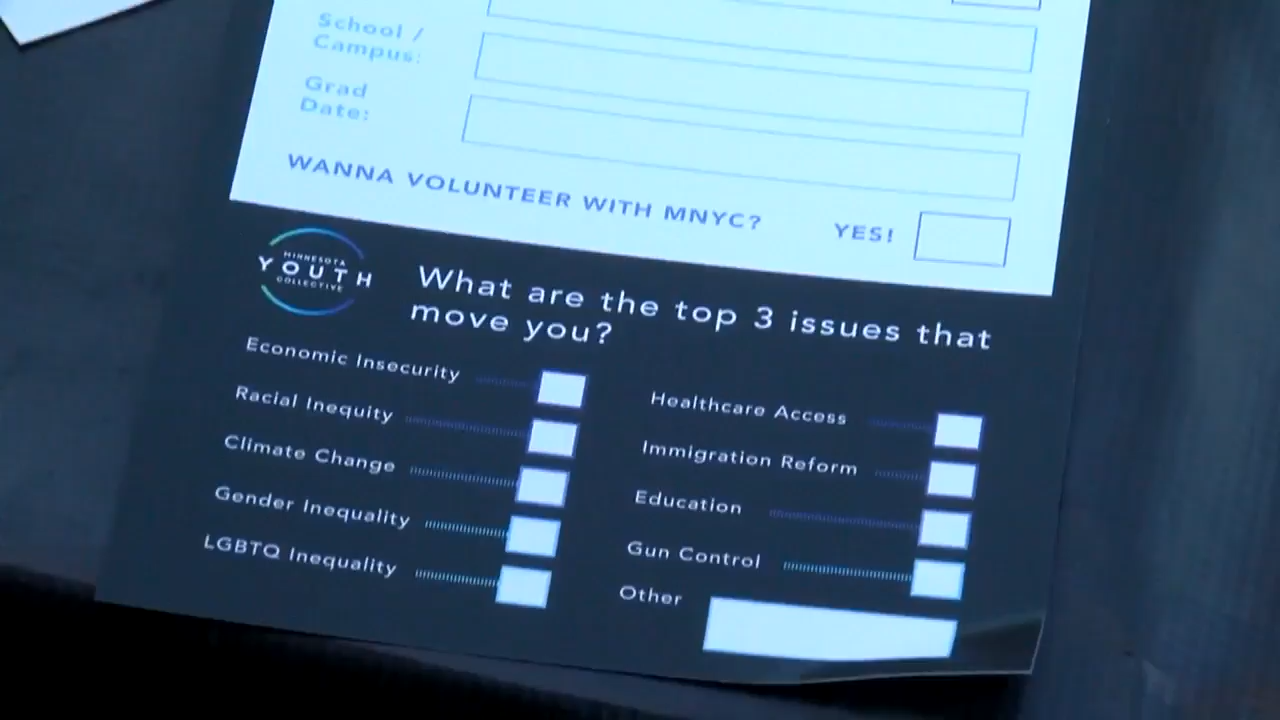 School /
Campus:
Grad
Date:
WANNA VOLUNTEER WITH MNYC? YES!
MINNESOTA
YOUTH
COLLECTIVE
What are the top 3 issues that
move you?
Economic Insecurity
Racial Inequity
Climate Change
Gender Inequality
LGBTQ Inequality
Healthcare Access
Immigration Reform
Education
Gun Control
Other